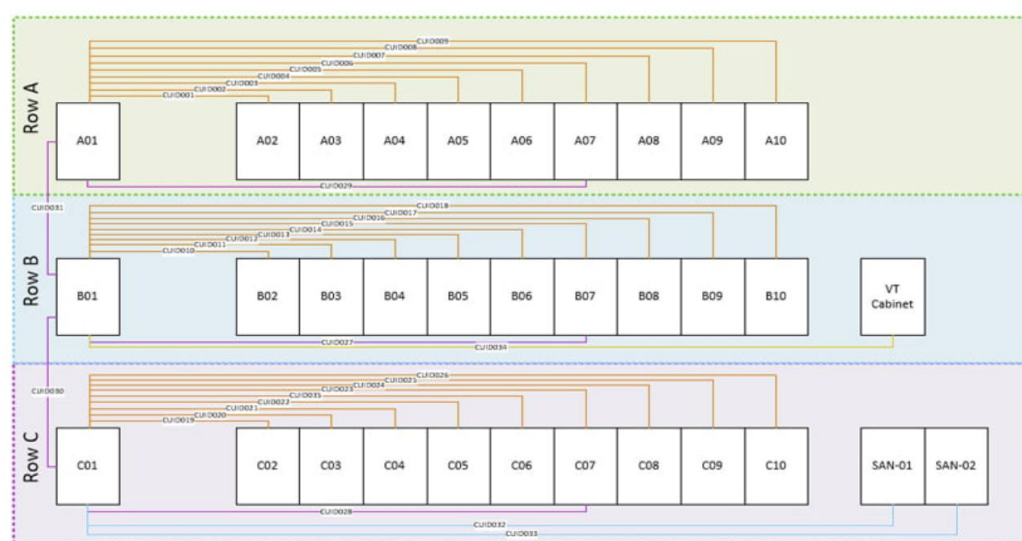 CUID009
CUID008
CUID007
CUID006
CUID005
CUID004
CUID003
CUID002
CUID001
Row A
A01 A02 A03 A04 A05 A06 A07 A08 A09 A10
CUID029
CUID031
CUID018
CUID017
CUID016
CUID015
CUID014
CUID013
CUID012
CUID011
CUID010
Row B
B01 B02 B03 B04 B05 B06 B07 B08 B09 B10 VT
Cabinet
CUID027
CUID034
CUID030
CUID026
CUID025
CUID024
CUID023
CUID035
CUID022
CUID021
CUID020
CUID019
Row C
C01 C02 C03 C04 C05 C06 C07 C08 C09 C10 SAN-01 SAN-02
CUID028
CUID032
CUID033